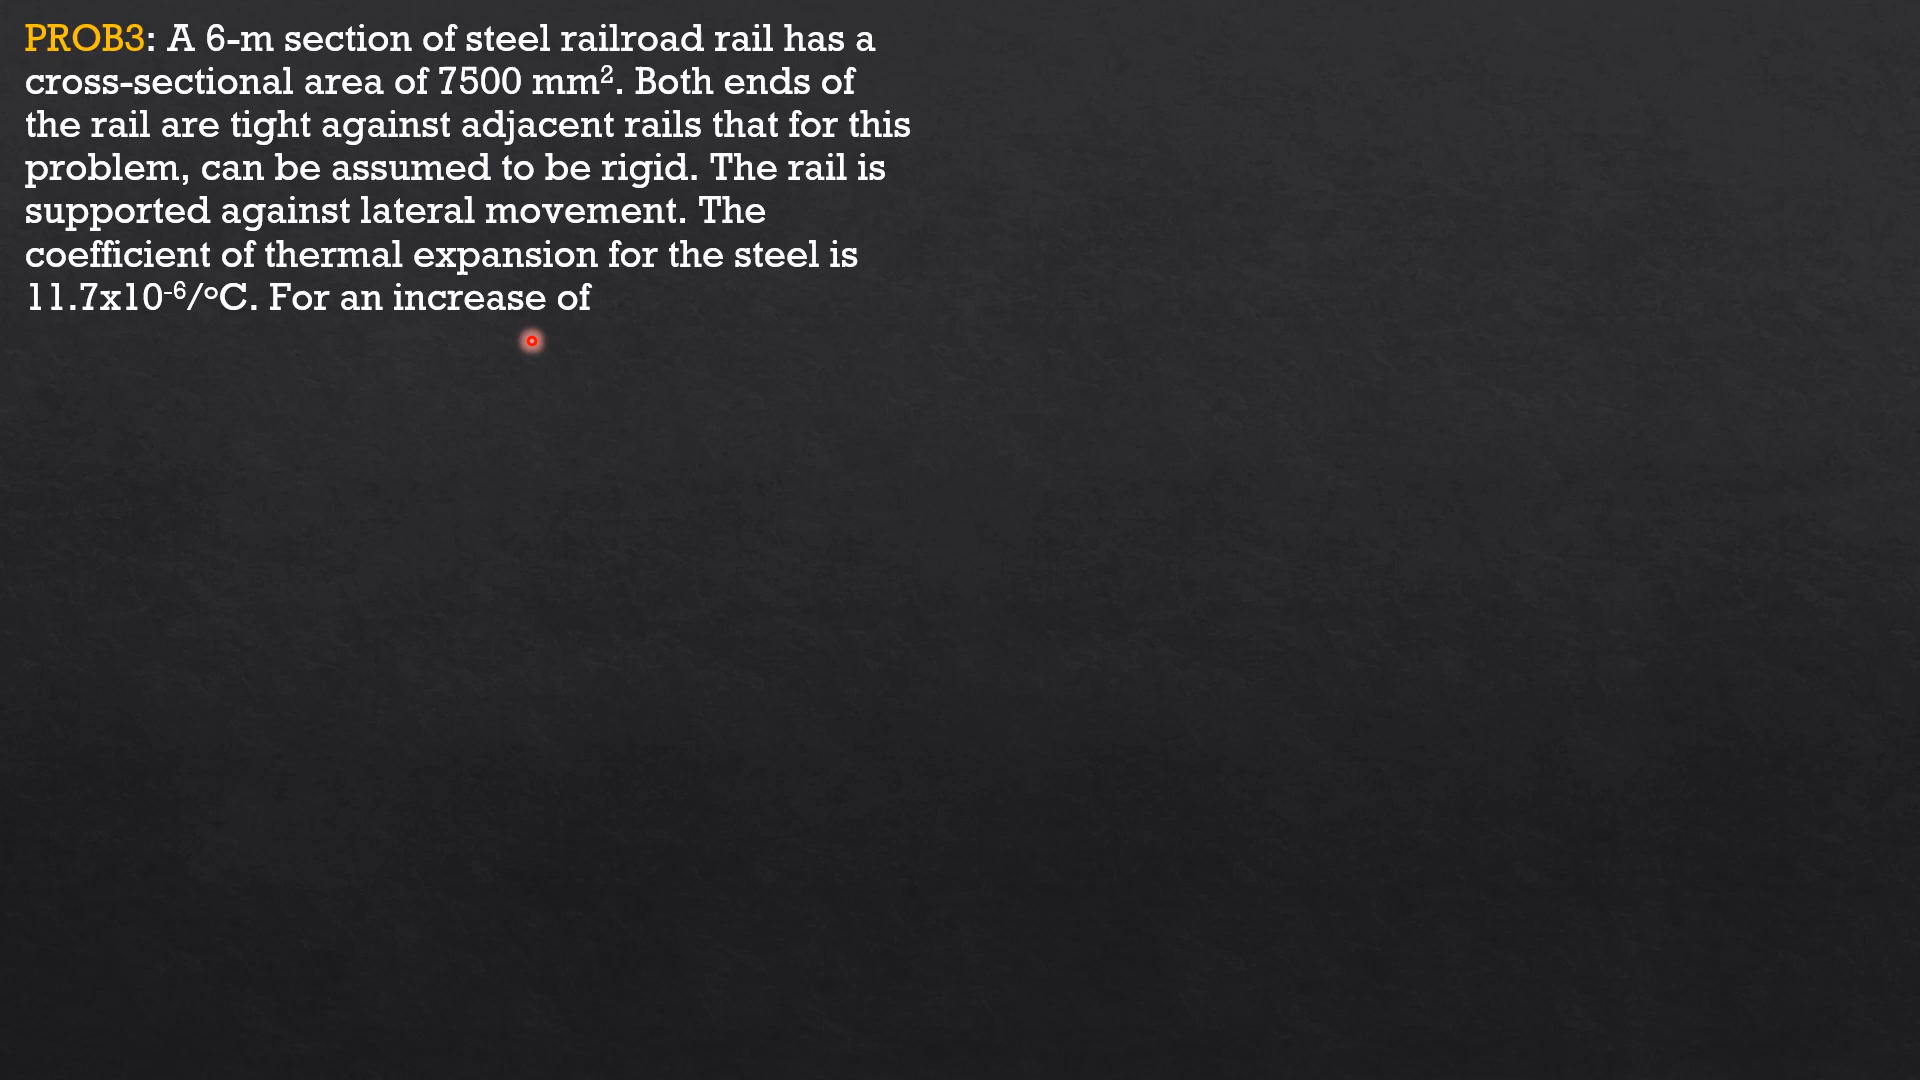 PROB3: A 6-m section of steel railroad rail has a
cross-sectional area of 7500 mm². Both ends of
the rail are tight against adjacent rails that for this
problem, can be assumed to be rigid. The rail is
supported against lateral movement. The
coefficient of thermal expansion for the steel is
11.7x10⁻⁶/ᵒC. For an increase of